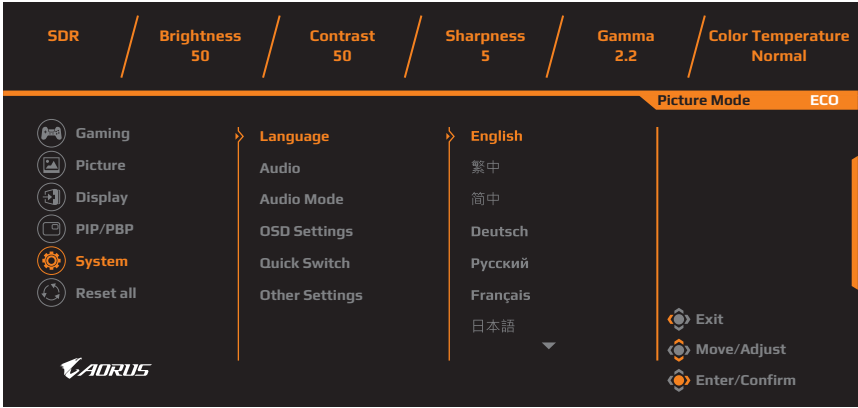 SDR
Brightness
50
Contrast
50
Sharpness
5
Gamma
2.2
Color Temperature
Normal
Picture Mode ECO
Gaming
Picture
Display
PIP/PBP
System
Reset all
Language
Audio
Audio Mode
OSD Settings
Quick Switch
Other Settings
English
繁中
简中
Deutsch
Русский
Français
日本語
Exit
Move/Adjust
Enter/Confirm
AORUS